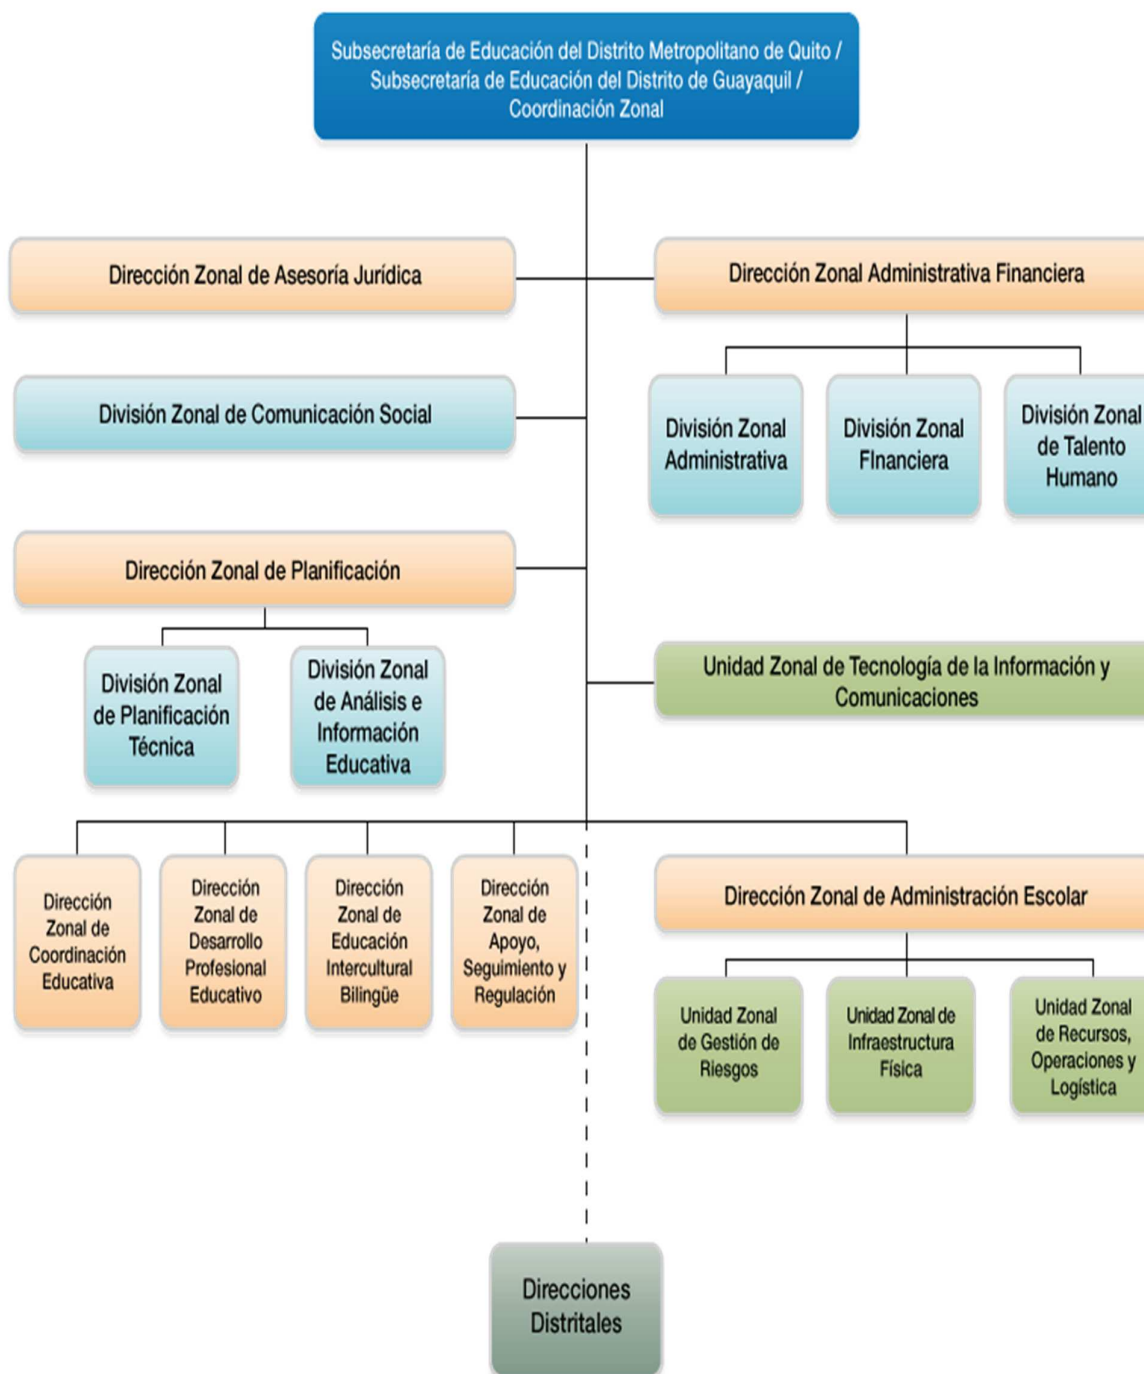 Subsecretaría de Educación del Distrito Metropolitano de Quito /
Subsecretaría de Educación del Distrito de Guayaquil /
Coordinación Zonal
Dirección Zonal de Asesoría Jurídica
Dirección Zonal Administrativa Financiera
División Zonal de Comunicación Social
División Zonal
Administrativa
División Zonal
FInanciera
División Zonal
de Talento
Humano
Dirección Zonal de Planificación
División Zonal
de Planificación
Técnica
División Zonal
de Análisis e
Información
Educativa
Unidad Zonal de Tecnología de la Información y
Comunicaciones
Dirección
Zonal de
Coordinación
Educativa
Dirección
Zonal de
Desarrollo
Profesional
Educativo
Dirección
Zonal de
Educación
Intercultural
Bilingüe
Dirección
Zonal de
Apoyo,
Seguimiento y
Regulación
Dirección Zonal de Administración Escolar
Unidad Zonal
de Gestión de
Riesgos
Unidad Zonal de
Infraestructura
Física
Unidad Zonal
de Recursos,
Operaciones y
Logística
Direcciones
Distritales